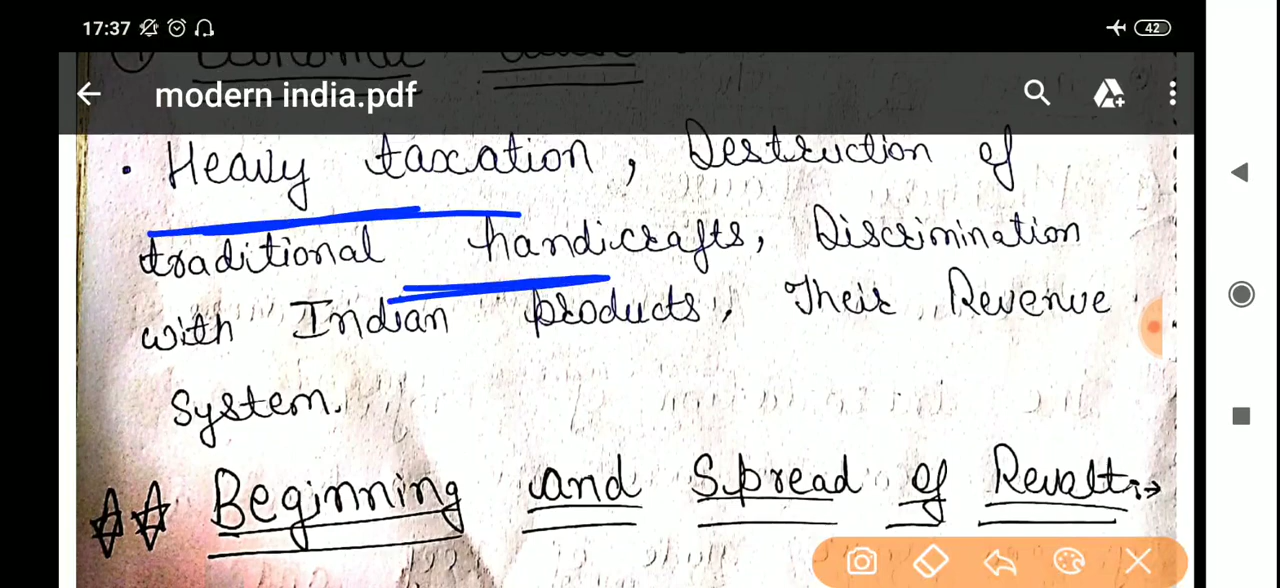 17:37
42
Economic
modern india.pdf
• Heavy taxation, Destruction of
traditional handicrafts, Discrimination
with Indian products, Their Revenue
System.
Beginning and Spread of Revolt :→